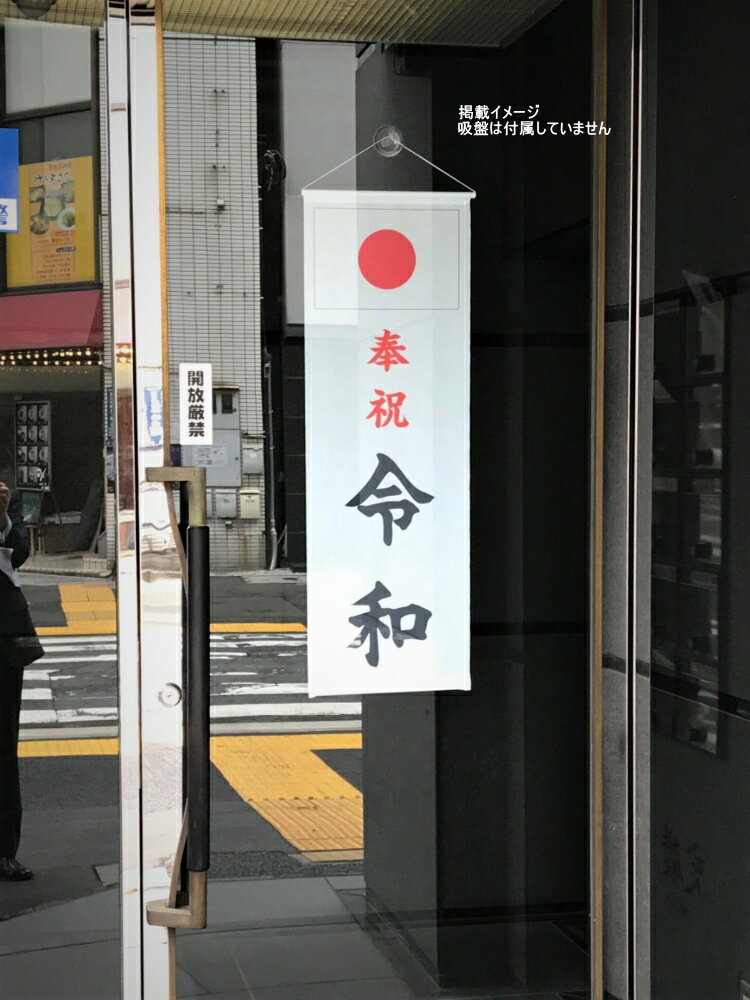 掲載イメージ
吸盤は付属していません
奉祝
令和
開放厳禁